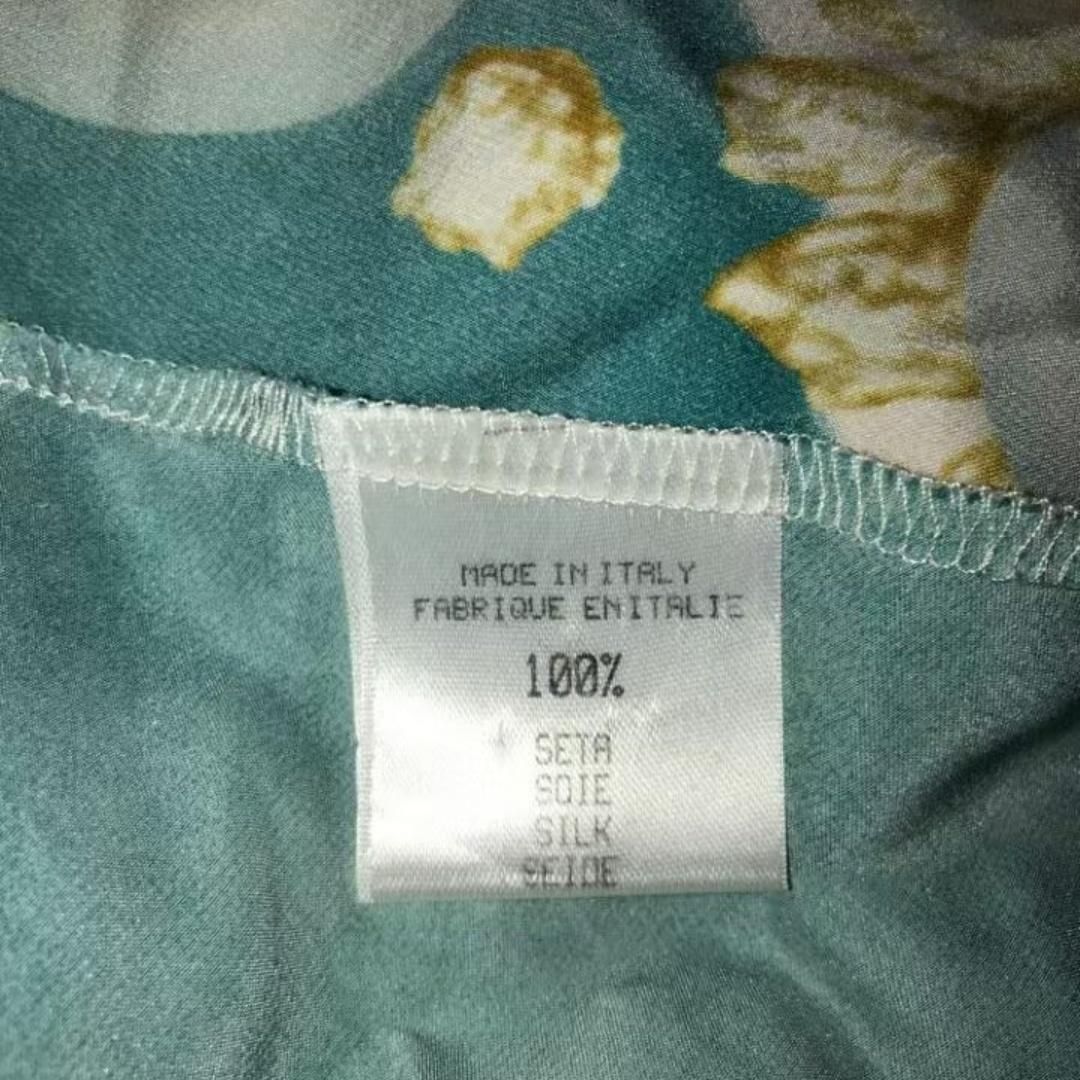 MADE IN ITALY
FABRIQUE EN ITALIE
100%
SETA
SOIE
SILK
SEIDE